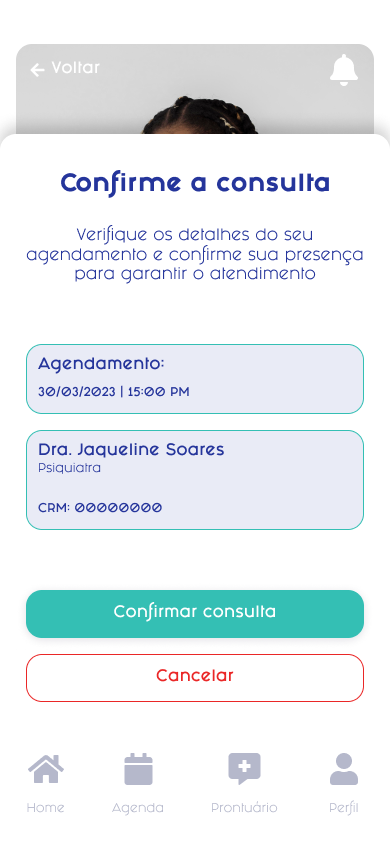 Voltar
Confirme a consulta
Verifique os detalhes do seu
agendamento e confirme sua presença
para garantir o atendimento
Agendamento:
30/03/2023 | 15:00 PM
Dra. Jaqueline Soares
Psiquiatra
CRM: 00000000
Confirmar consulta
Cancelar
Home Agenda Prontuário Perfil